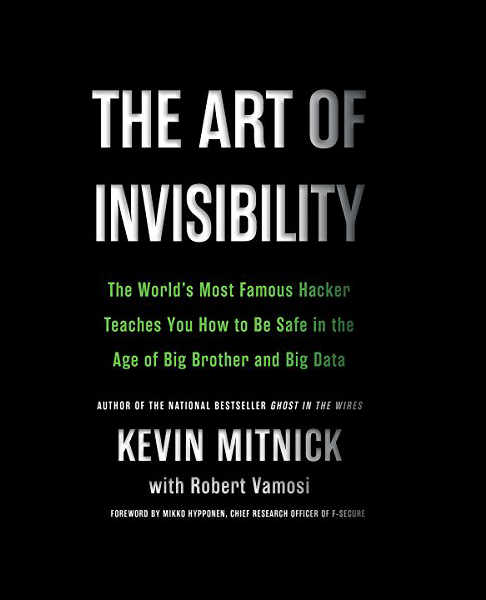 THE ART OF
INVISIBILITY
The World's Most Famous Hacker
Teaches You How to Be Safe in the
Age of Big Brother and Big Data
AUTHOR OF THE NATIONAL BESTSELLER GHOST IN THE WIRES
KEVIN MITNICK
with Robert Vamosi
FOREWORD BY MIKKO HYPPONEN, CHIEF RESEARCH OFFICER OF F-SECURE